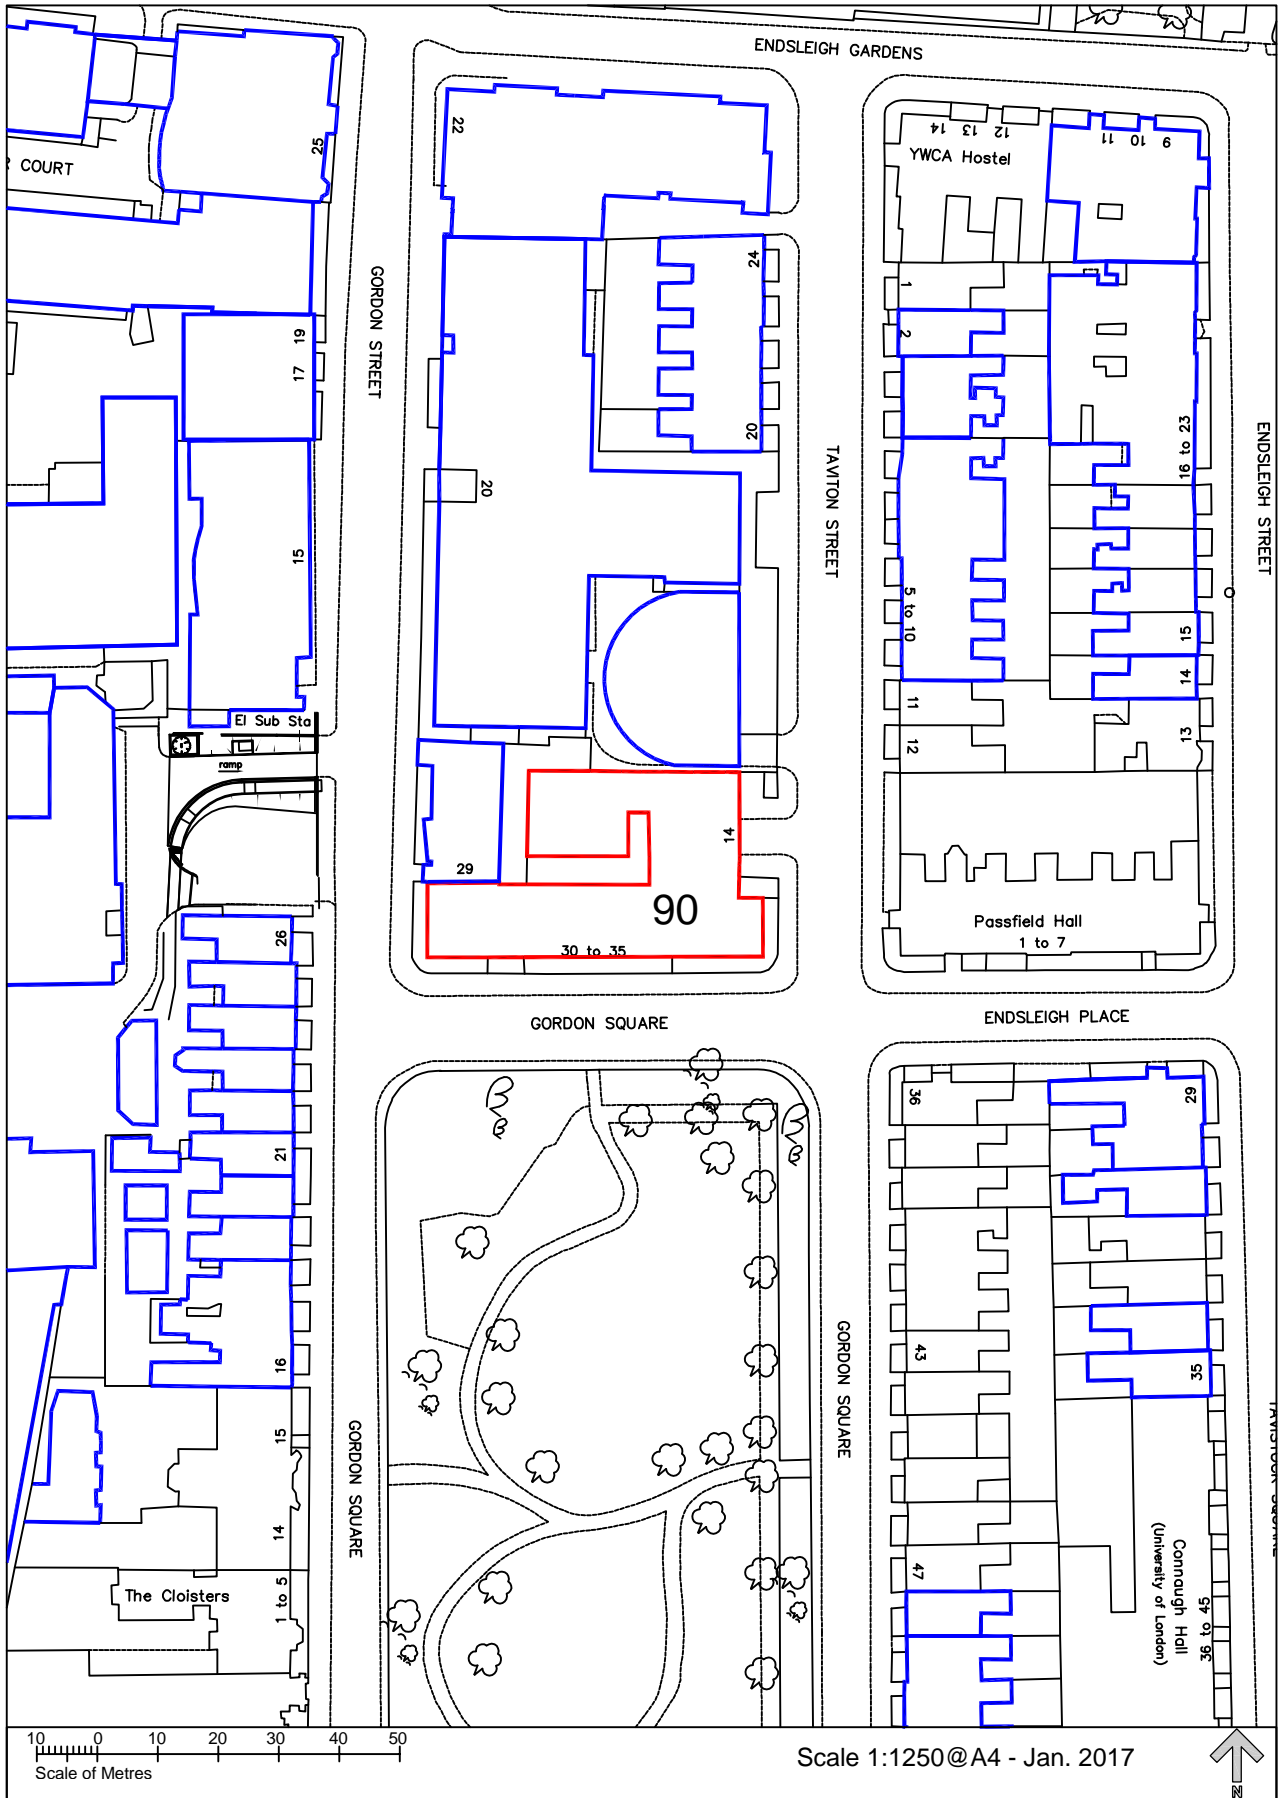 ENDSLEIGH GARDENS
22
25
R COURT
14
13
12
11
10
9
YWCA Hostel
GORDON STREET
24
1
2
19
17
20
20
16 to 23
TAVITON STREET
ENDSLEIGH STREET
15
5 to 10
15
14
11
12
13
El Sub Sta
ramp
14
29
90
30 to 35
Passfield Hall
1 to 7
26
GORDON SQUARE
ENDSLEIGH PLACE
36
29
21
43
35
16
GORDON SQUARE
GORDON SQUARE
15
14
47
The Cloisters
1 to 5
Connaugh Hall
(University of London)
36 to 45
TAVISTOCK SQUARE
10 0 10 20 30 40 50
Scale of Metres
Scale 1:1250@A4 - Jan. 2017
N